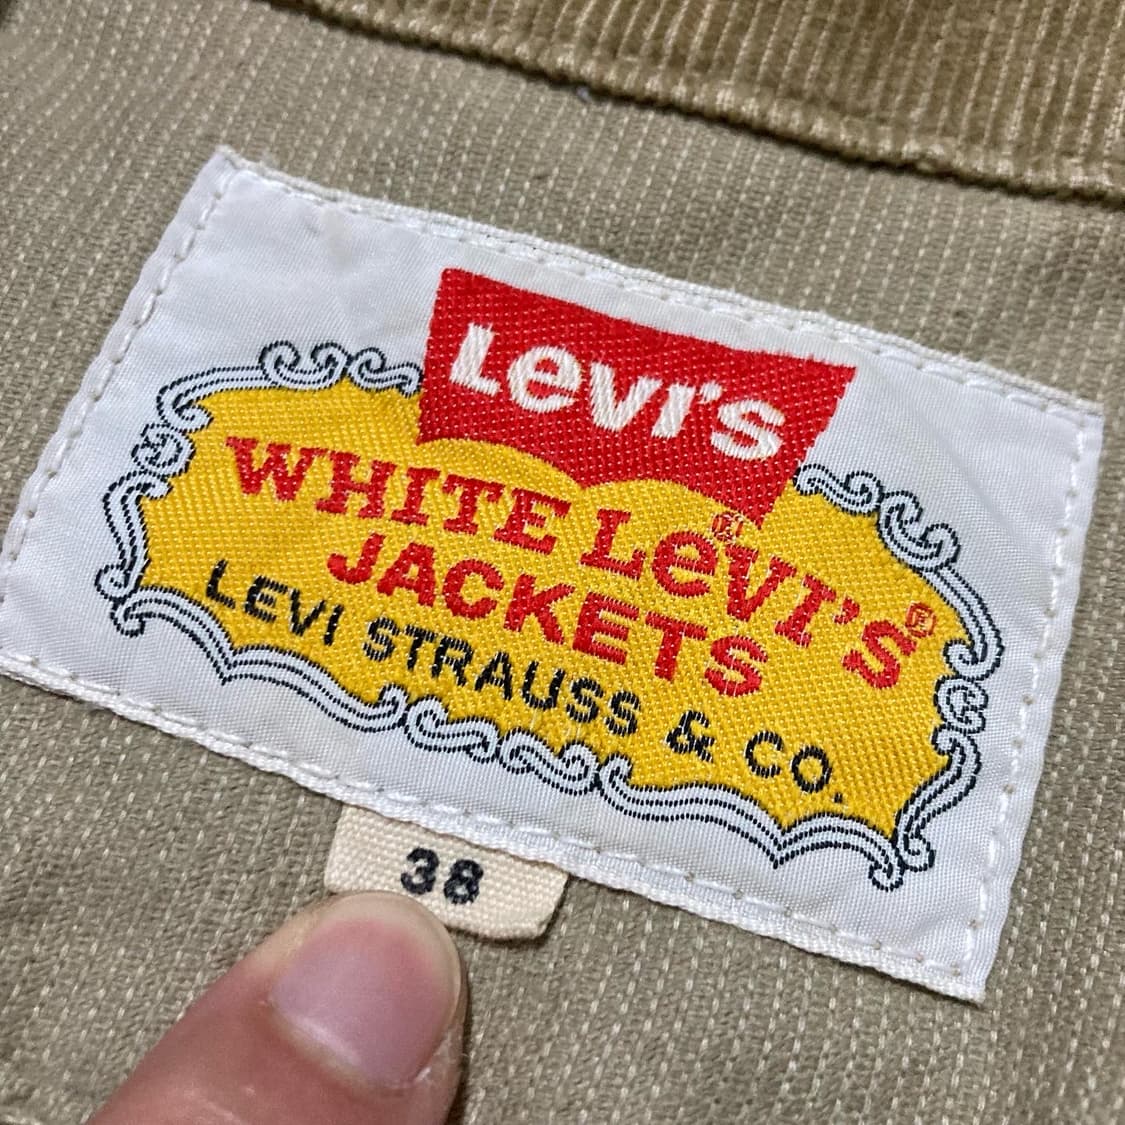 Levi's
WHITE LEVI'S®
JACKETS
LEVI STRAUSS & CO.
38